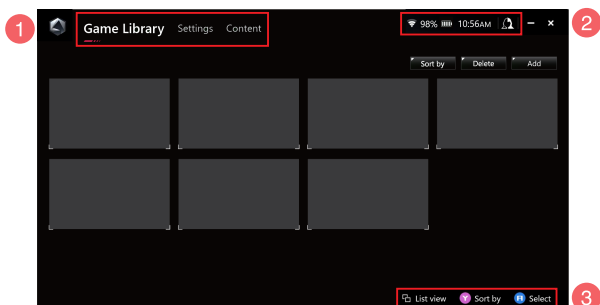 1
Game Library Settings Content
98% 10:56AM
2
Sort by Delete Add
List view Y Sort by Select
3